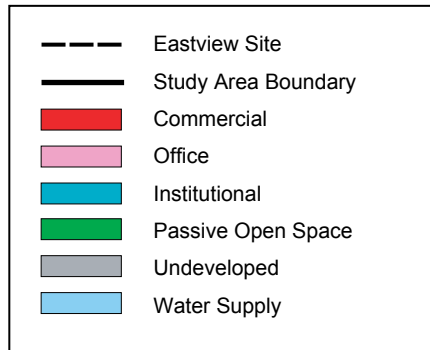 Eastview Site
Study Area Boundary
Commercial
Office
Institutional
Passive Open Space
Undeveloped
Water Supply